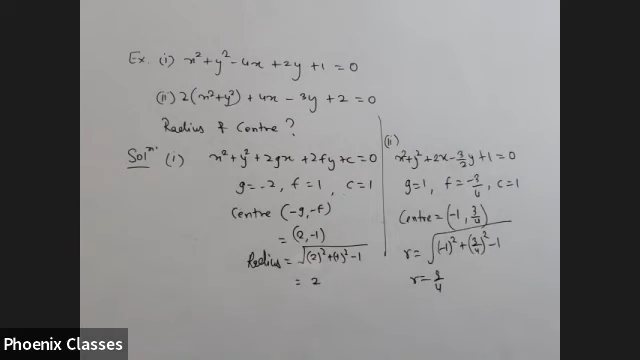 Ex. (i) x² + y² - 4x + 2y + 1 = 0
(ii) 2(x² + y²) + 4x - 3y + 2 = 0
Radius & Centre ?
Solⁿ: (i) x² + y² + 2gx + 2fy + c = 0
g = -2, f = 1, c = 1
Centre (-g, -f)
= (2, -1)
Radius = √(2)² + (1)² - 1
= 2
(ii)
x² + y² + 2x - 3/2 y + 1 = 0
g = 1, f = -3/4, c = 1
Centre = (-1, 3/4)
r = √(-1)² + (3/4)² - 1
r = 3/4
Phoenix Classes